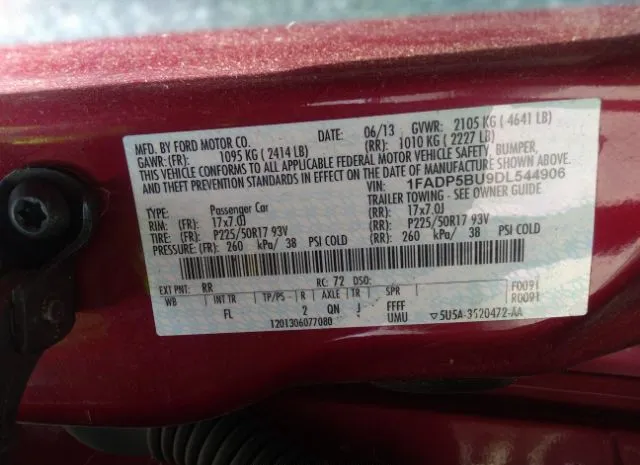 MFD. BY FORD MOTOR CO. DATE: 06/13 GVWR: 2105 KG ( 4641 LB)
GAWR:(FR): 1095 KG ( 2414 LB) (RR): 1010 KG ( 2227 LB)
THIS VEHICLE CONFORMS TO ALL APPLICABLE FEDERAL MOTOR VEHICLE SAFETY, BUMPER,
AND THEFT PREVENTION STANDARDS IN EFFECT ON THE DATE OF MANUFACTURE SHOWN ABOVE.
VIN: 1FADP5BU9DL544906
TYPE: Passenger Car TRAILER TOWING - SEE OWNER GUIDE
RIM: (FR): 17x7.0J (RR): 17x7.0J
TIRE: (FR): P225/50R17 93V (RR): P225/50R17 93V
PRESSURE: (FR): 260 kPa/ 38 PSI COLD (RR): 260 kPa/ 38 PSI COLD
EXT PNT: RR RC: 72 DSO: F0091
WB INT TR TP/PS R AXLE TR SPR R0091
FL 2 QN J FFFF
1201306077080 UMU ▽5U5A-3520472-AA